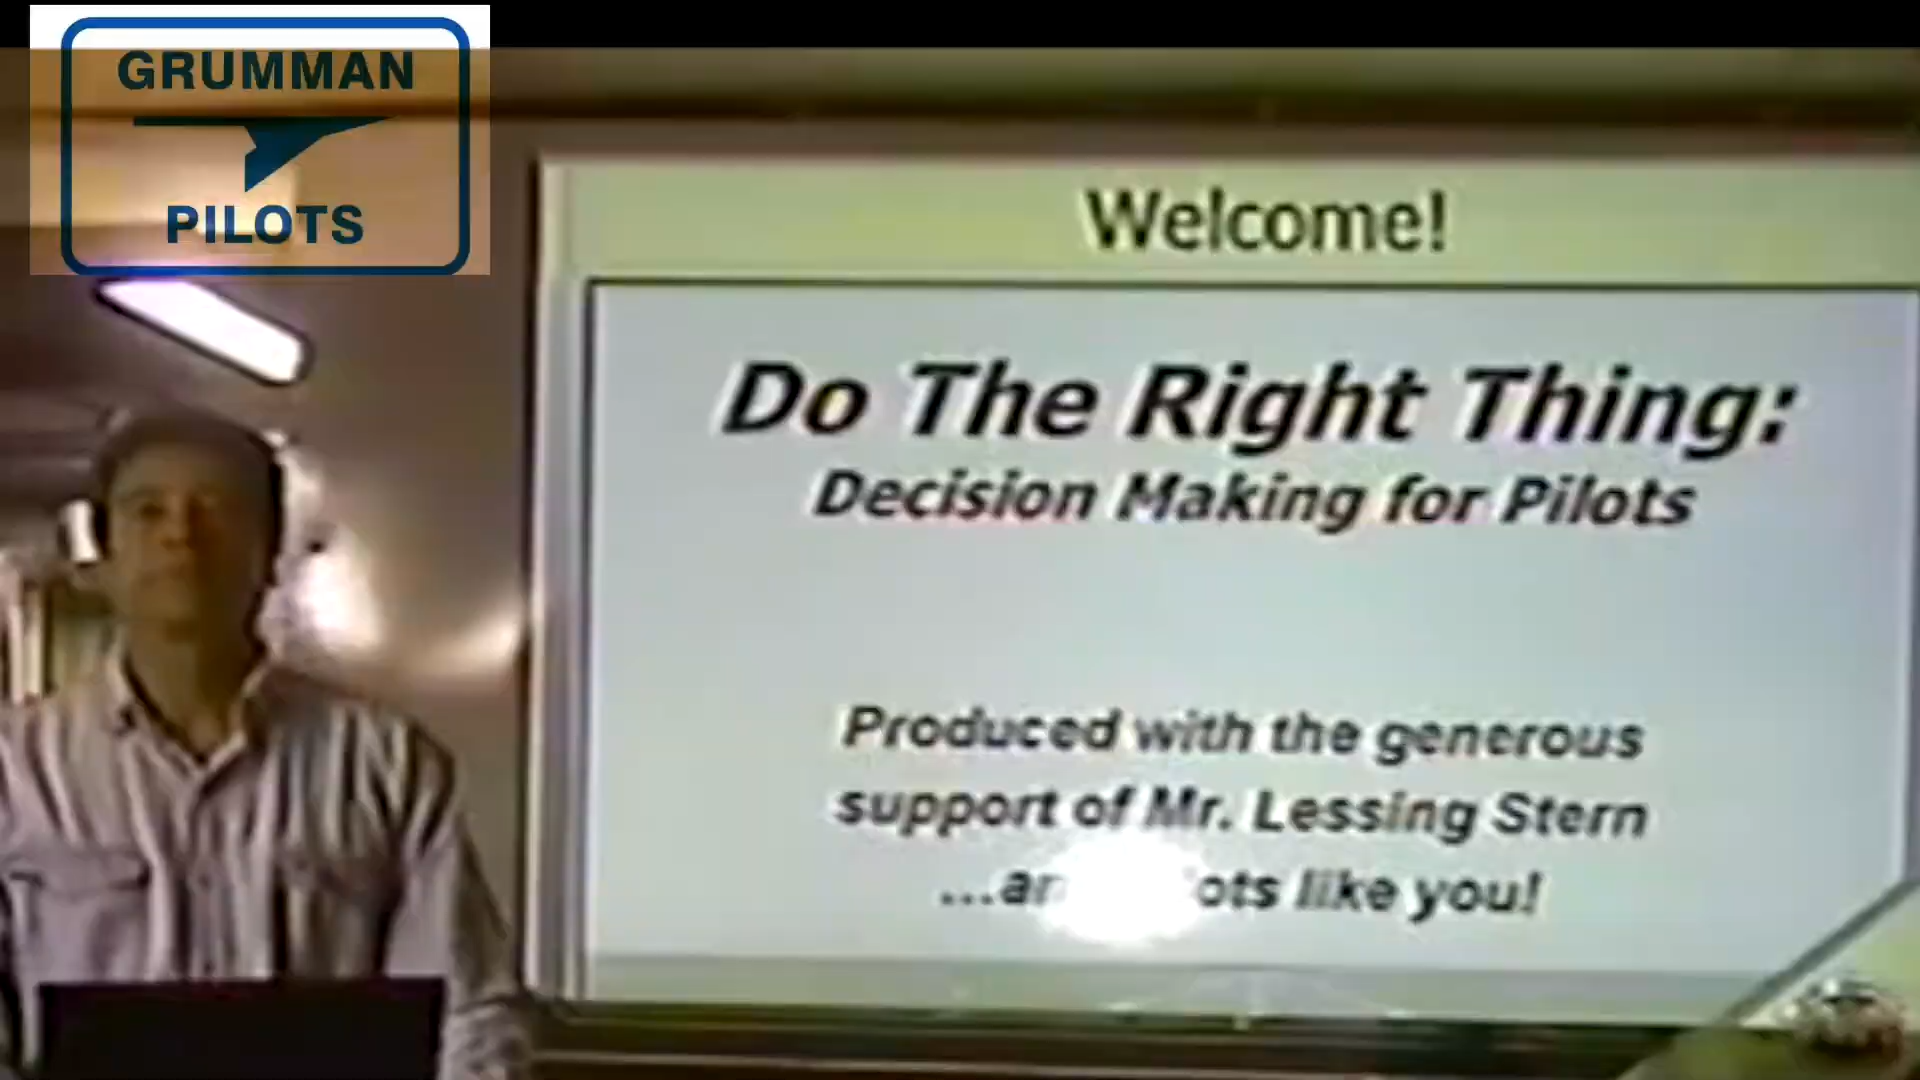 GRUMMAN
PILOTS
Welcome!
Do The Right Thing:
Decision Making for Pilots
Produced with the generous
support of Mr. Lessing Stern
...an ots like you!